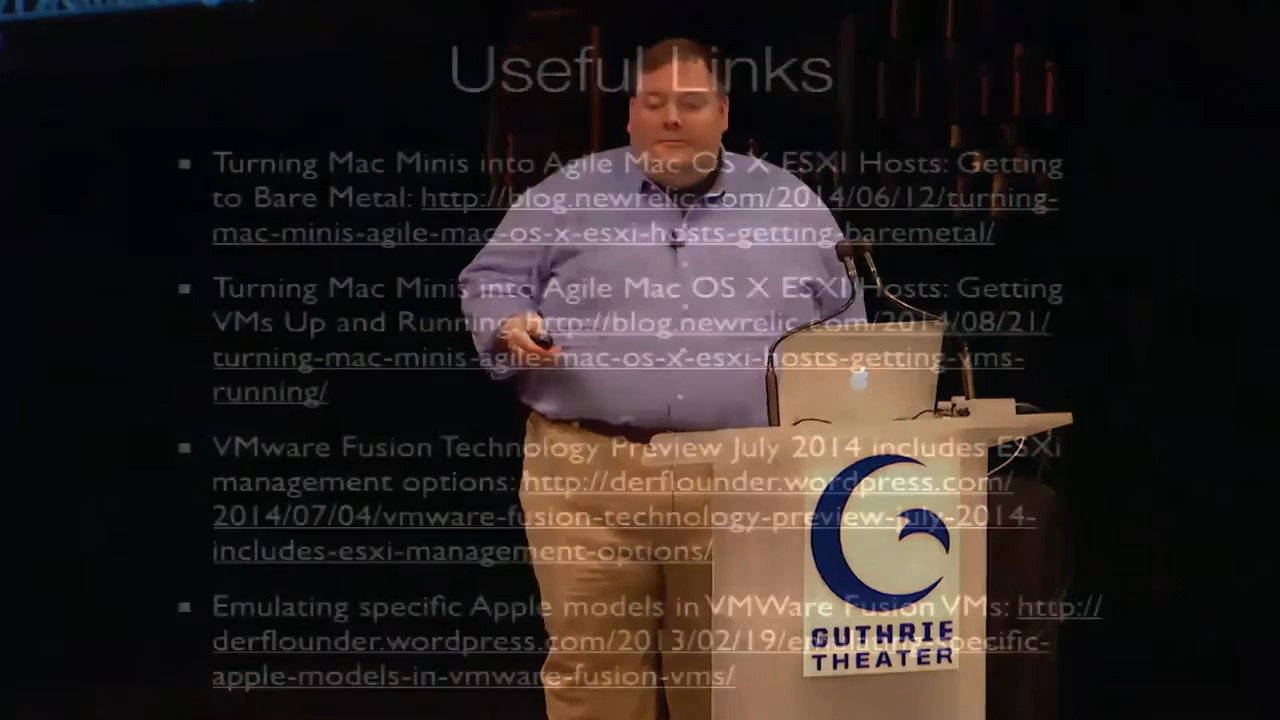 Useful Links
Turning Mac Minis into Agile Mac OS X ESXI Hosts: Getting
to Bare Metal: http://blog.newrelic.com/2014/06/12/turning-
mac-minis-agile-mac-os-x-esxi-hosts-getting-baremetal/
Turning Mac Minis into Agile Mac OS X ESXI Hosts: Getting
VMs Up and Running: http://blog.newrelic.com/2014/08/21/
turning-mac-minis-agile-mac-os-x-esxi-hosts-getting-vms-
running/
VMware Fusion Technology Preview July 2014 includes ESXi
management options: http://derflounder.wordpress.com/
2014/07/04/vmware-fusion-technology-preview-july-2014-
includes-esxi-management-options/
Emulating specific Apple models in VMWare Fusion VMs: http://
derflounder.wordpress.com/2013/02/19/emulating-specific-
apple-models-in-vmware-fusion-vms/
GUTHRIE
THEATER